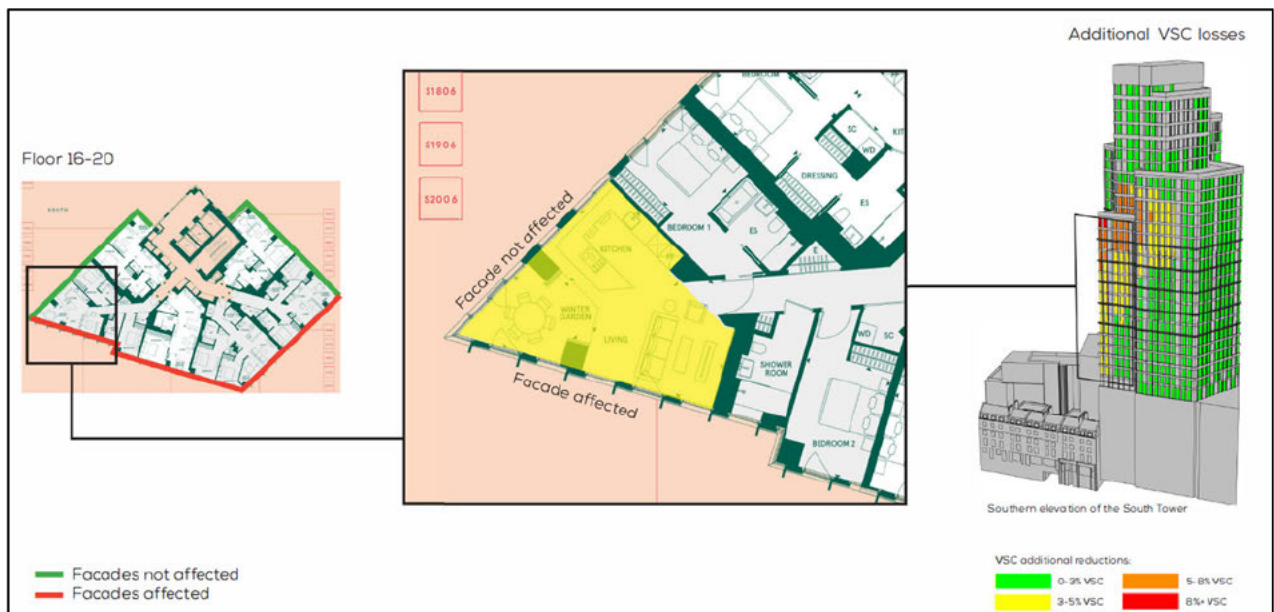 Additional VSC losses
Floor 16-20
SOUTH
S1806
S1906
S2006
BEDROOM
KIT
SC
WD
DRESSING
ES
BEDROOM 1
ES
E
KITCHEN
FF
WINTER
GARDEN
LIVING
SHOWER
ROOM
WD
SC
BEDROOM 2
Facade not affected
Facade affected
Southern elevation of the South Tower
Facades not affected
Facades affected
VSC additional reductions:
0-3% VSC
5-8% VSC
3-5% VSC
8%+ VSC